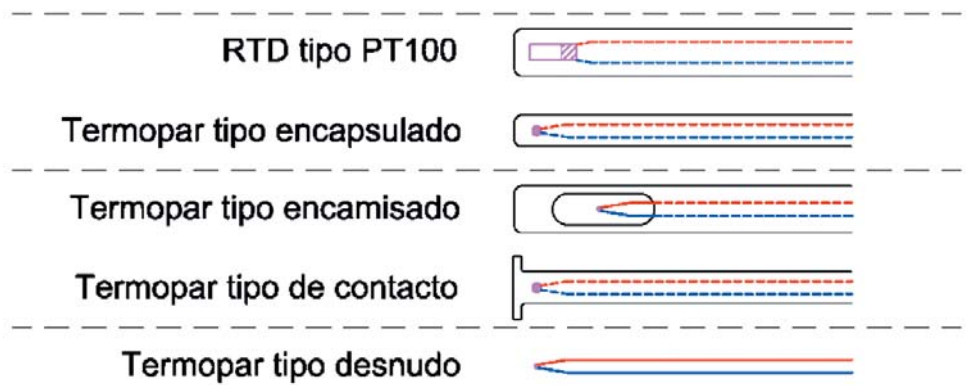 RTD tipo PT100
Termopar tipo encapsulado
Termopar tipo encamisado
Termopar tipo de contacto
Termopar tipo desnudo